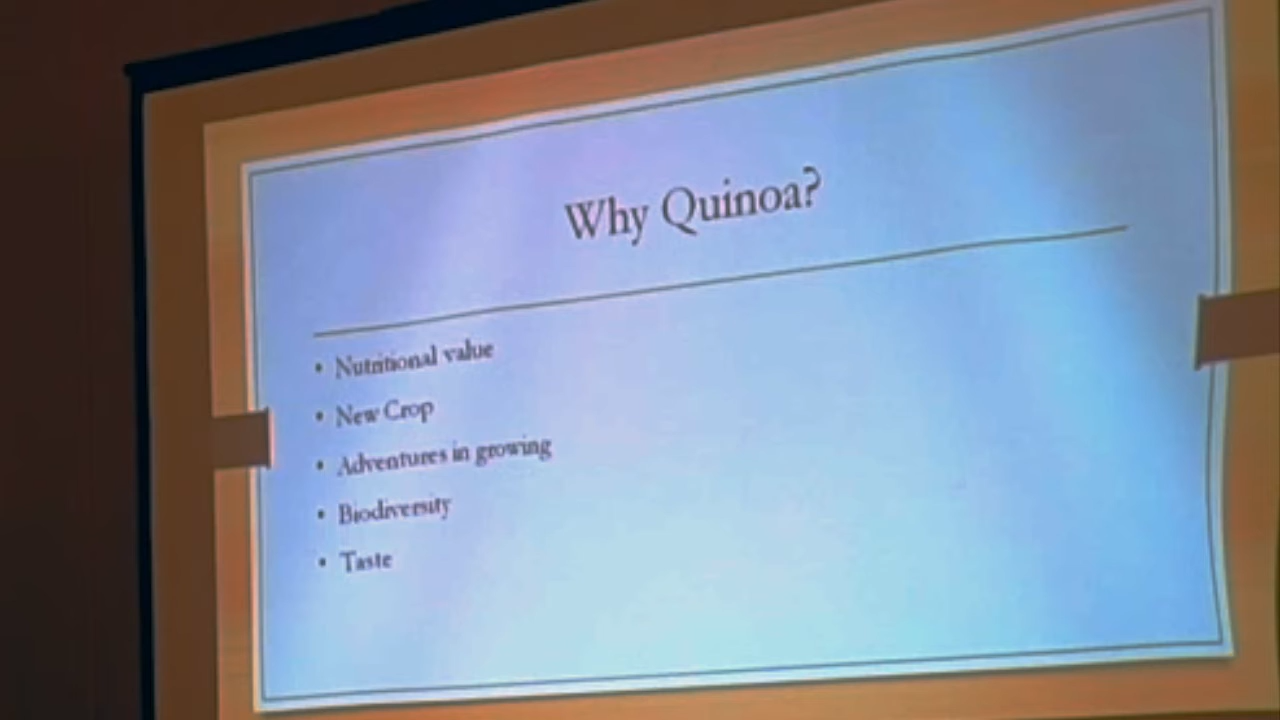 Why Quinoa?
• Nutritional value
• New Crop
• Adventures in growing
• Biodiversity
• Taste